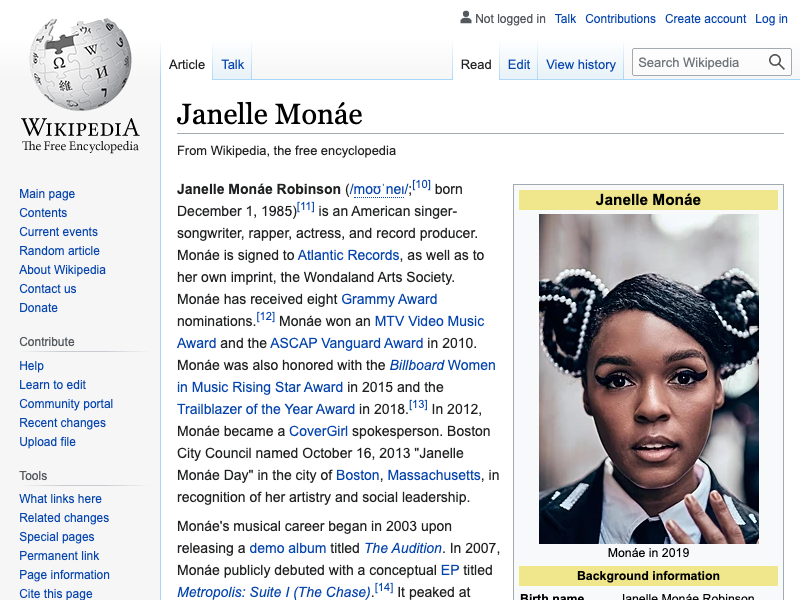 Not logged in Talk Contributions Create account Log in
Article Talk Read Edit View history Search Wikipedia
Ω W И 維 7
WIKIPEDIA
The Free Encyclopedia
Main page
Contents
Current events
Random article
About Wikipedia
Contact us
Donate
Contribute
Help
Learn to edit
Community portal
Recent changes
Upload file
Tools
What links here
Related changes
Special pages
Permanent link
Page information
Cite this page
Janelle Monáe
From Wikipedia, the free encyclopedia
Janelle Monáe Robinson (/moʊˈneɪ/;[10] born
December 1, 1985)[11] is an American singer-
songwriter, rapper, actress, and record producer.
Monáe is signed to Atlantic Records, as well as to
her own imprint, the Wondaland Arts Society.
Monáe has received eight Grammy Award
nominations.[12] Monáe won an MTV Video Music
Award and the ASCAP Vanguard Award in 2010.
Monáe was also honored with the Billboard Women
in Music Rising Star Award in 2015 and the
Trailblazer of the Year Award in 2018.[13] In 2012,
Monáe became a CoverGirl spokesperson. Boston
City Council named October 16, 2013 "Janelle
Monáe Day" in the city of Boston, Massachusetts, in
recognition of her artistry and social leadership.
Monáe's musical career began in 2003 upon
releasing a demo album titled The Audition. In 2007,
Monáe publicly debuted with a conceptual EP titled
Metropolis: Suite I (The Chase).[14] It peaked at
Janelle Monáe
Monáe in 2019
Background information
Birth name Janelle Monáe Robinson